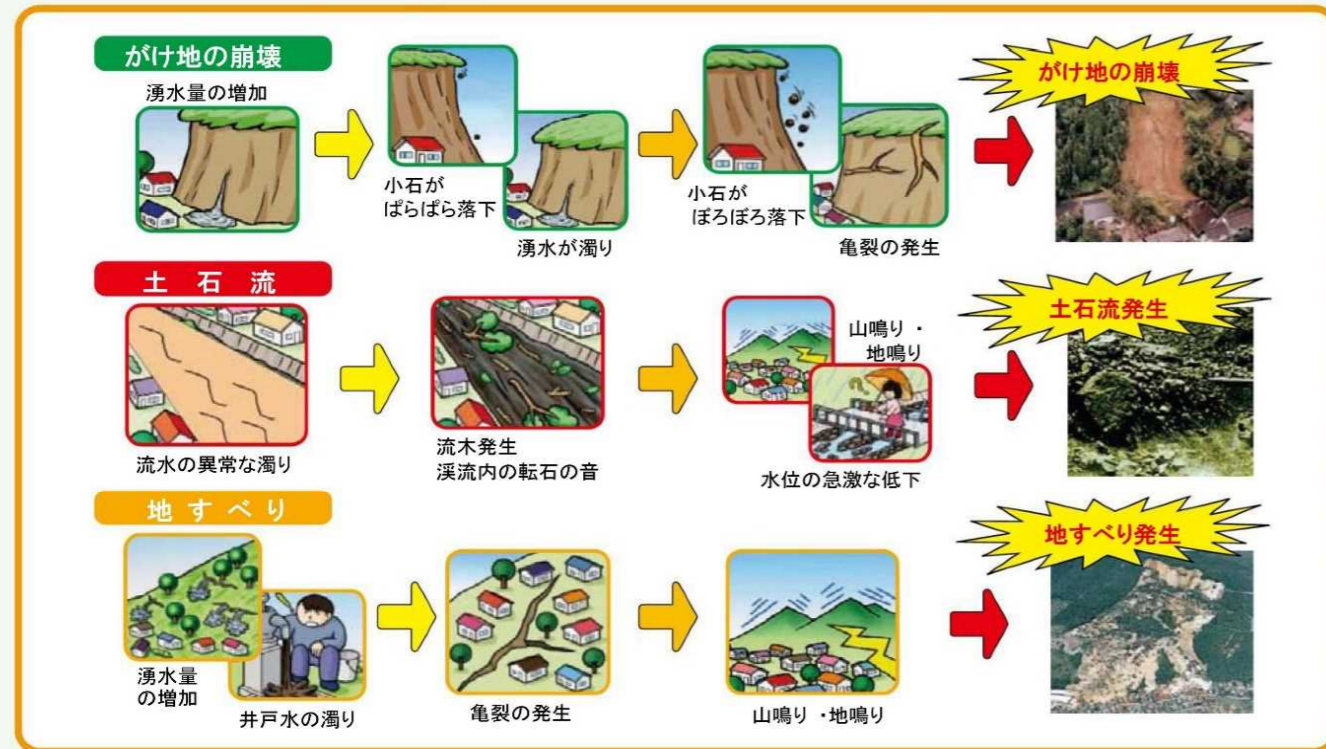 がけ地の崩壊
湧水量の増加
小石が
ぱらぱら落下
湧水が濁り
小石が
ぼろぼろ落下
亀裂の発生
がけ地の崩壊
土 石 流
流水の異常な濁り
流木発生
渓流内の転石の音
山鳴り ・
地鳴り
水位の急激な低下
土石流発生
地 す べ り
湧水量
の増加
井戸水の濁り
亀裂の発生
山鳴り ・地鳴り
地すべり発生